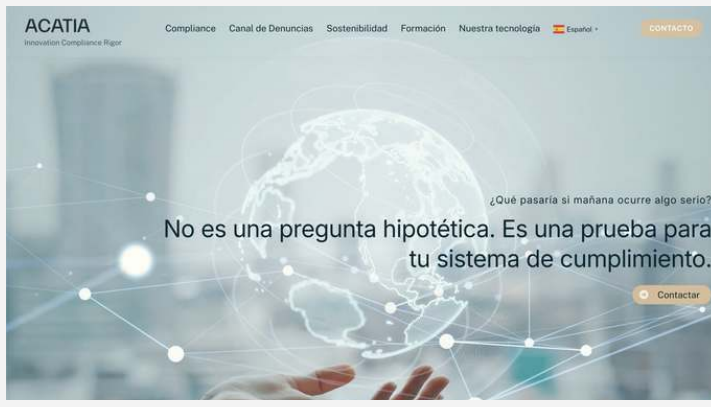 ACATIA
Innovation Compliance Rigor
Compliance Canal de Denuncias Sostenibilidad Formación Nuestra tecnología Español CONTACTO
¿Qué pasaría si mañana ocurre algo serio?
No es una pregunta hipotética. Es una prueba para
tu sistema de cumplimiento.
Contactar